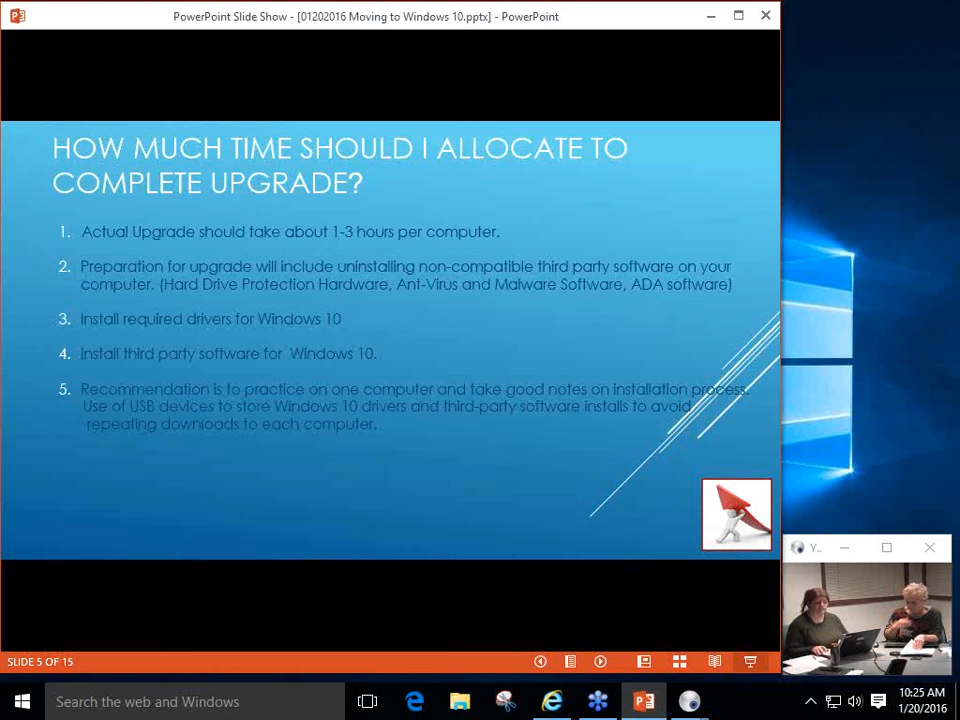 PowerPoint Slide Show - [01202016 Moving to Windows 10.pptx] - PowerPoint
HOW MUCH TIME SHOULD I ALLOCATE TO
COMPLETE UPGRADE?
1. Actual Upgrade should take about 1-3 hours per computer.
2. Preparation for upgrade will include uninstalling non-compatible third party software on your
computer. (Hard Drive Protection Hardware, Ant-Virus and Malware Software, ADA software)
3. Install required drivers for Windows 10
4. Install third party software for Windows 10.
5. Recommendation is to practice on one computer and take good notes on installation process.
Use of USB devices to store Windows 10 drivers and third-party software installs to avoid
repeating downloads to each computer.
Y..
SLIDE 5 OF 15
Search the web and Windows
10:25 AM
1/20/2016